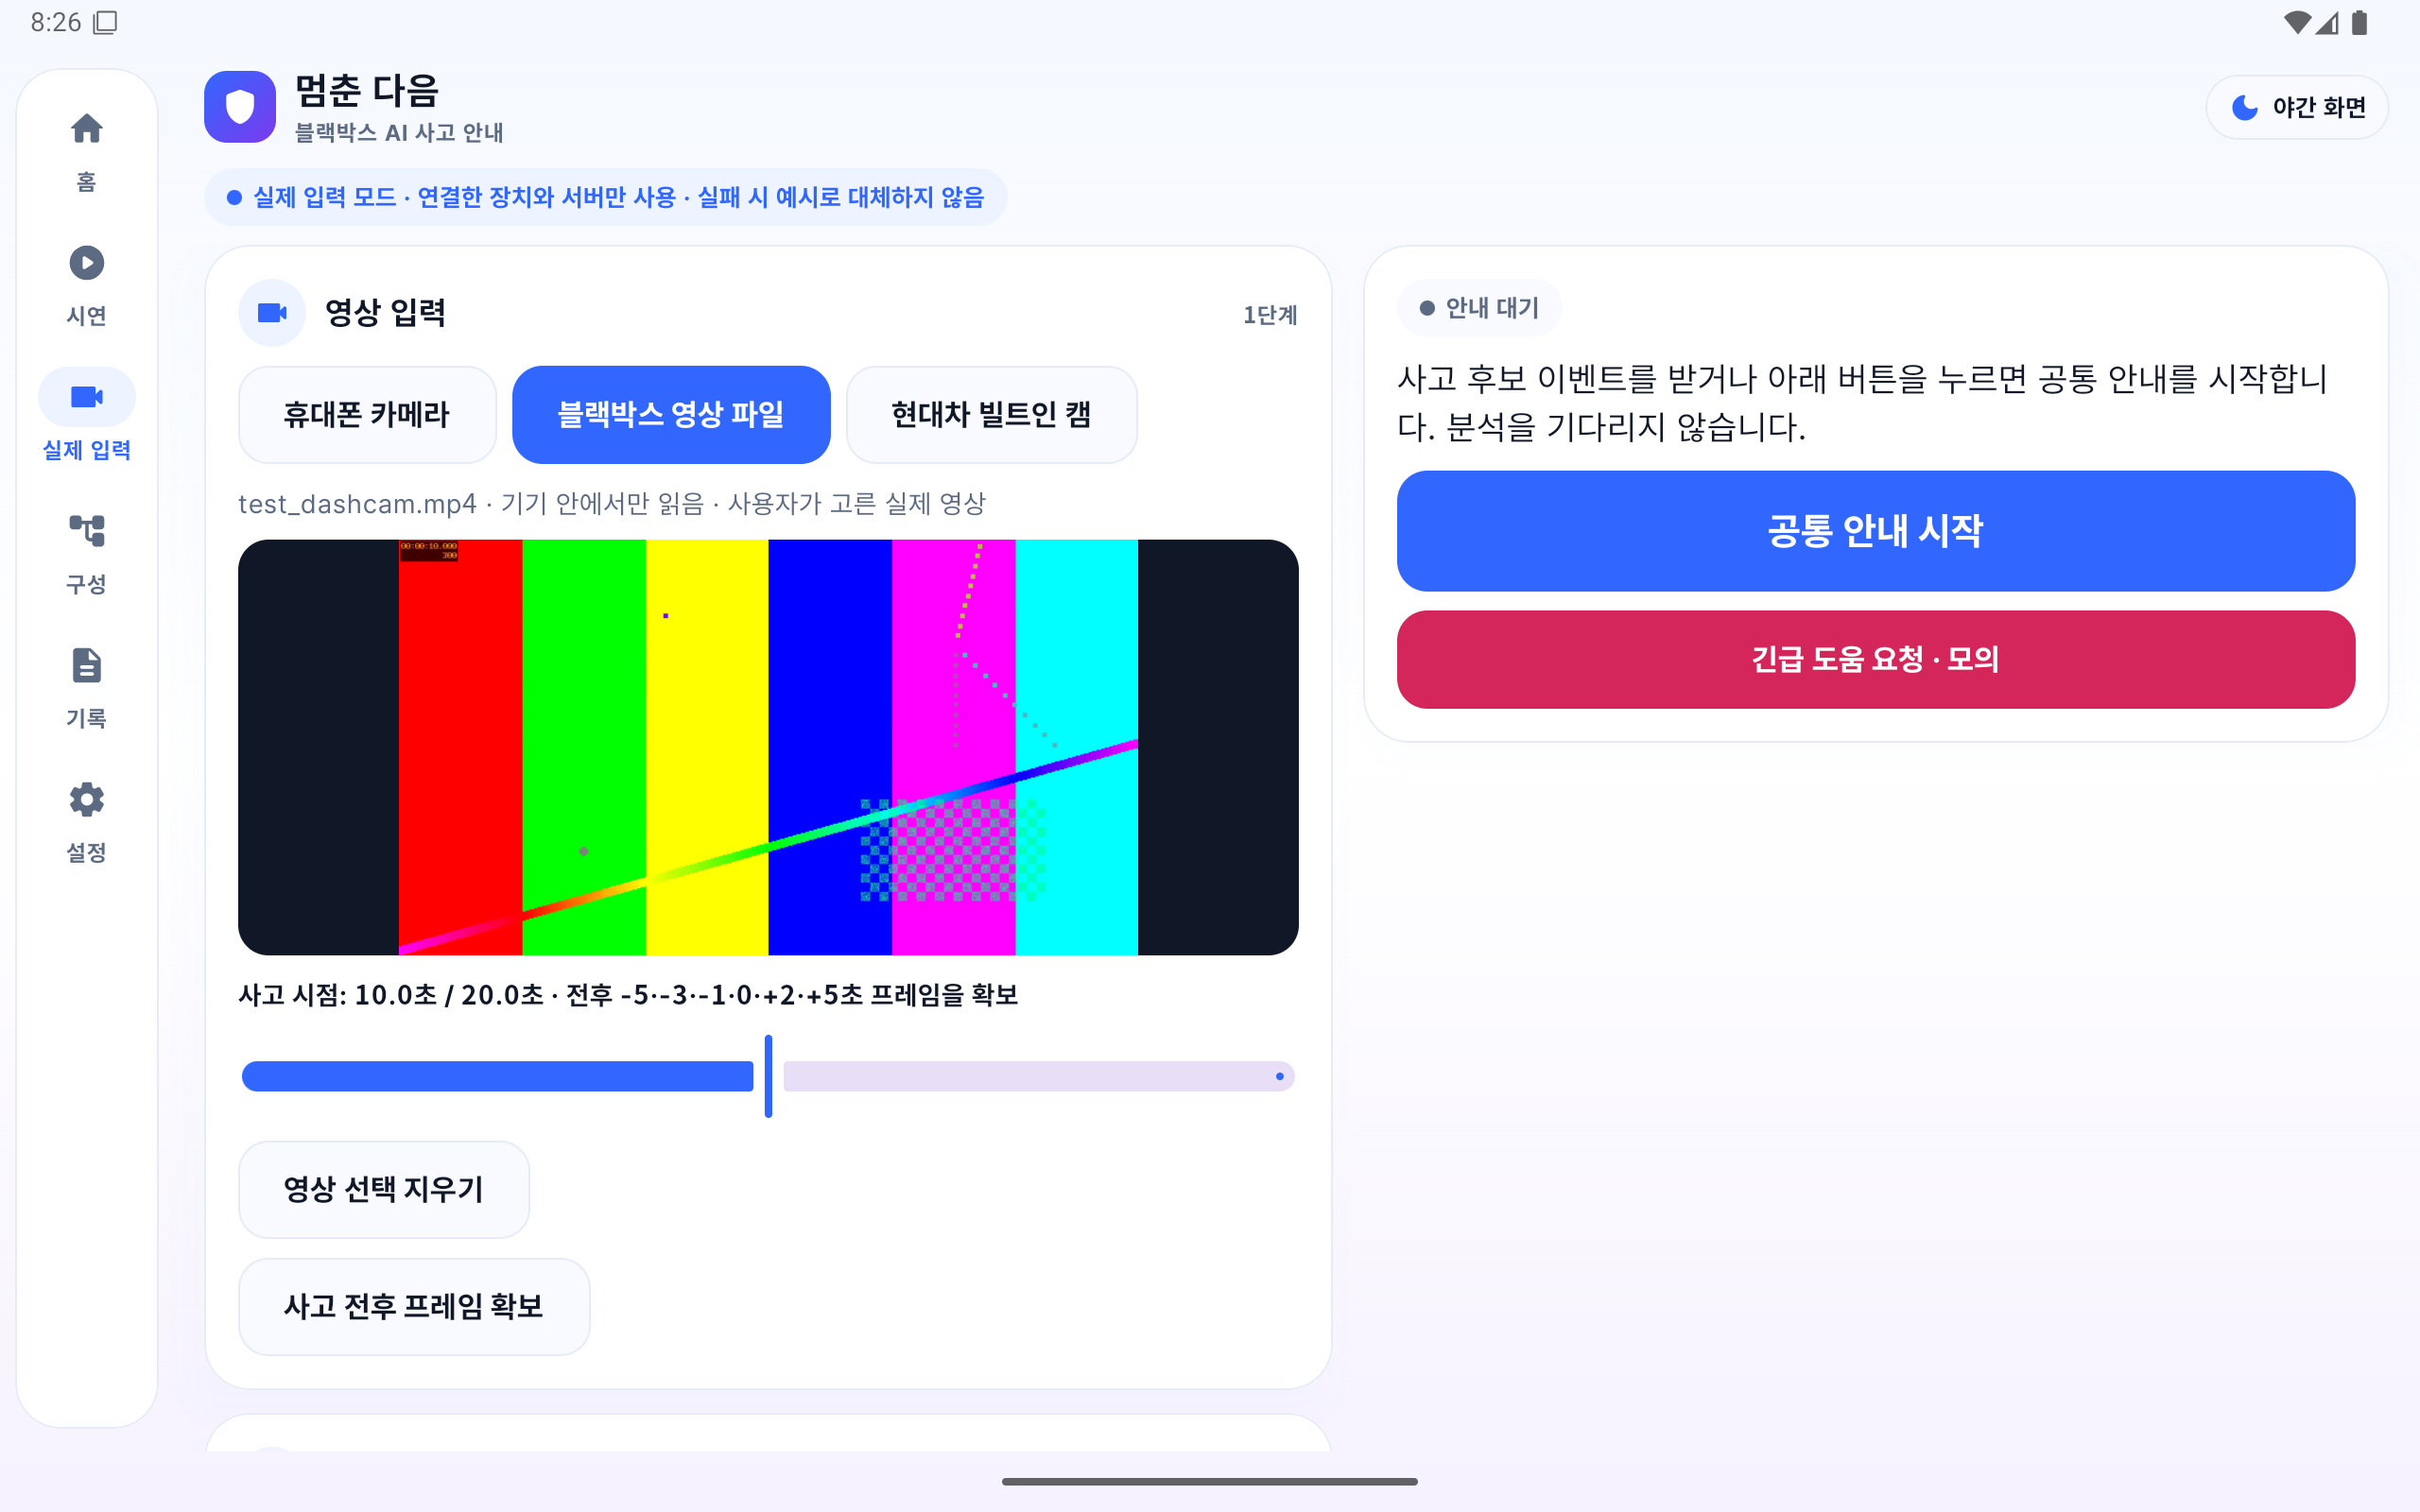 8:26
멈춘 다음
블랙박스 AI 사고 안내
야간 화면
홈
시연
실제 입력
구성
기록
설정
실제 입력 모드 · 연결한 장치와 서버만 사용 · 실패 시 예시로 대체하지 않음
영상 입력
1단계
휴대폰 카메라
블랙박스 영상 파일
현대차 빌트인 캠
test_dashcam.mp4 · 기기 안에서만 읽음 · 사용자가 고른 실제 영상
00:00:10.000
300
사고 시점: 10.0초 / 20.0초 · 전후 -5·-3·-1·0·+2·+5초 프레임을 확보
영상 선택 지우기
사고 전후 프레임 확보
안내 대기
사고 후보 이벤트를 받거나 아래 버튼을 누르면 공통 안내를 시작합니
다. 분석을 기다리지 않습니다.
공통 안내 시작
긴급 도움 요청 · 모의